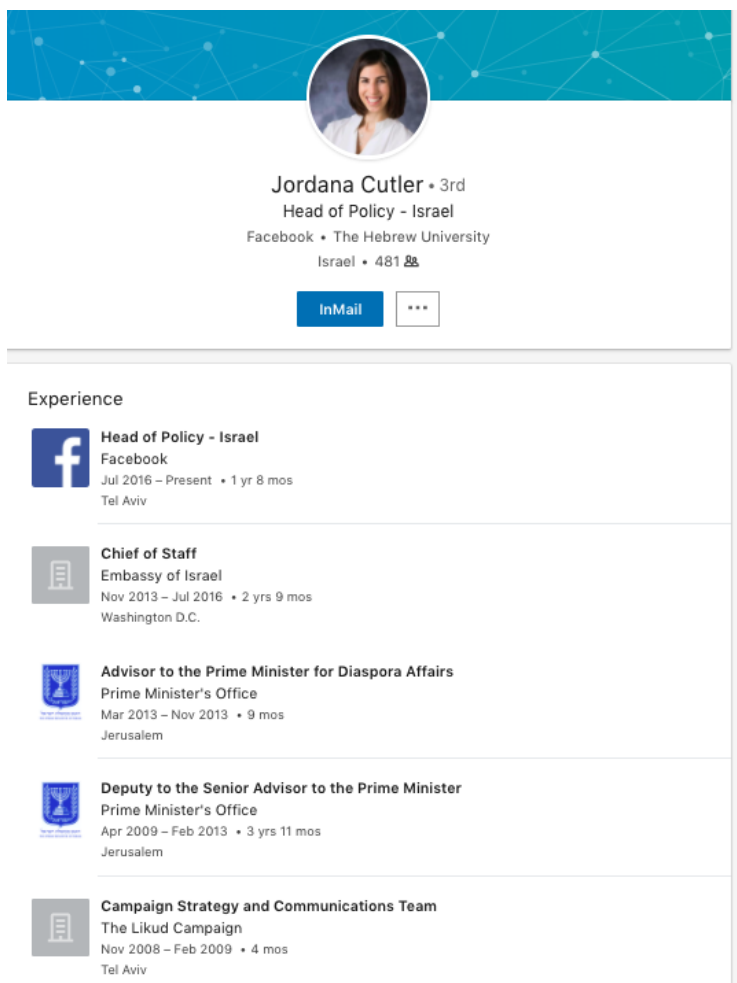 Jordana Cutler • 3rd
Head of Policy - Israel
Facebook • The Hebrew University
Israel • 481
InMail
Experience
Head of Policy - Israel
Facebook
Jul 2016 – Present • 1 yr 8 mos
Tel Aviv
Chief of Staff
Embassy of Israel
Nov 2013 – Jul 2016 • 2 yrs 9 mos
Washington D.C.
Advisor to the Prime Minister for Diaspora Affairs
Prime Minister's Office
Mar 2013 – Nov 2013 • 9 mos
Jerusalem
Deputy to the Senior Advisor to the Prime Minister
Prime Minister's Office
Apr 2009 – Feb 2013 • 3 yrs 11 mos
Jerusalem
Campaign Strategy and Communications Team
The Likud Campaign
Nov 2008 – Feb 2009 • 4 mos
Tel Aviv